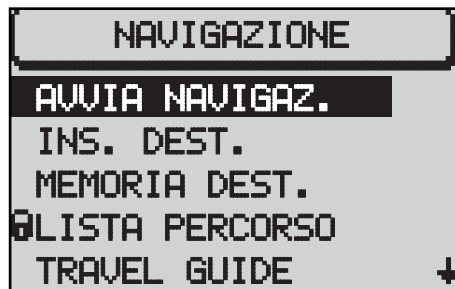 NAVIGAZIONE
AVVIA NAVIGAZ.
INS. DEST.
MEMORIA DEST.
LISTA PERCORSO
TRAVEL GUIDE